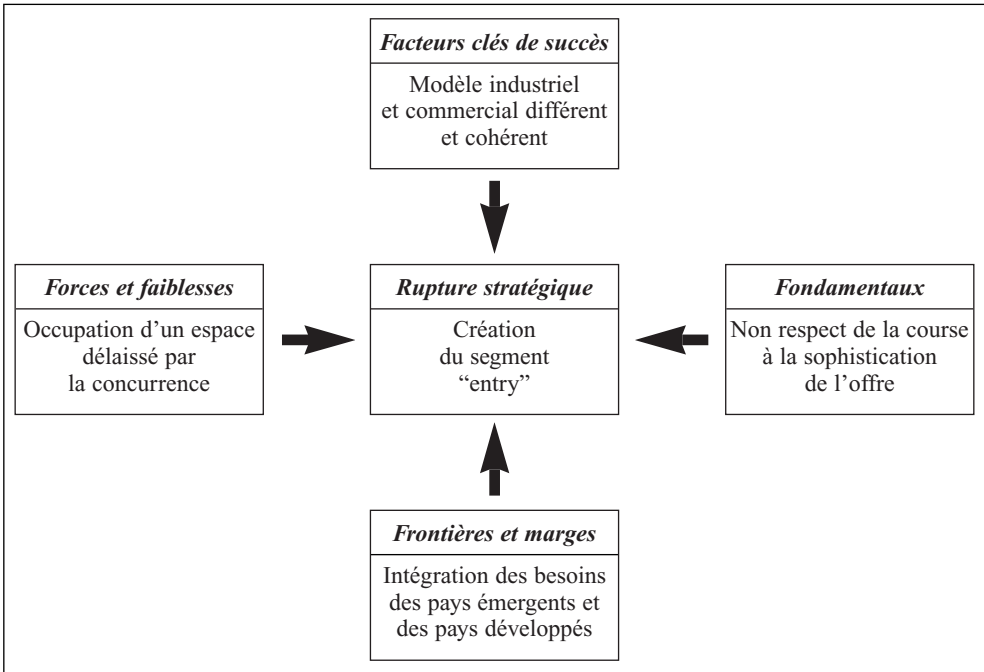 Facteurs clés de succès
Modèle industriel
et commercial différent
et cohérent
Forces et faiblesses
Occupation d’un espace
délaissé par
la concurrence
Rupture stratégique
Création
du segment
“entry”
Fondamentaux
Non respect de la course
à la sophistication
de l’offre
Frontières et marges
Intégration des besoins
des pays émergents et
des pays développés